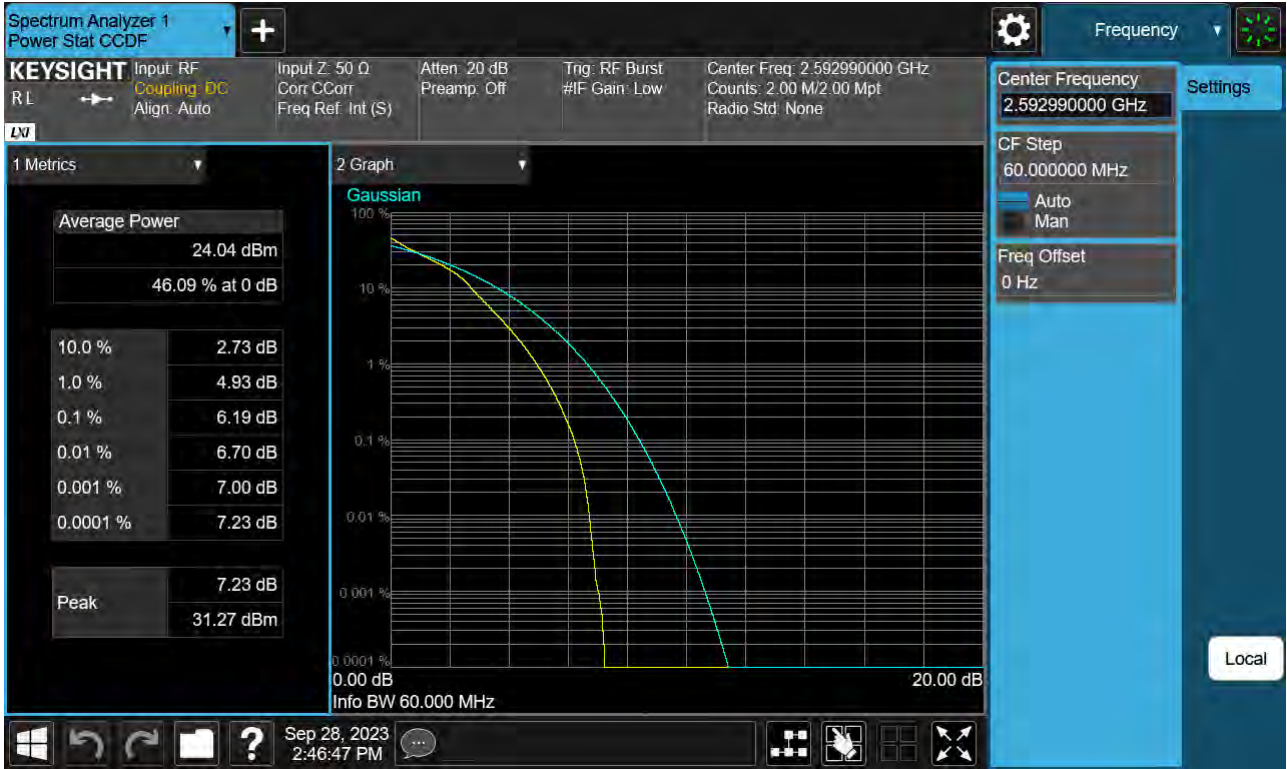 Spectrum Analyzer 1
Power Stat CCDF
Frequency
KEYSIGHT
R L
LXI
Input: RF
Coupling: DC
Align: Auto
Input Z: 50 Ω
Corr CCorr
Freq Ref: Int (S)
Atten: 20 dB
Preamp: Off
Trig: RF Burst
#IF Gain: Low
Center Freq: 2.592990000 GHz
Counts: 2.00 M/2.00 Mpt
Radio Std: None
Center Frequency
2.592990000 GHz
Settings
CF Step
60.000000 MHz
Auto
Man
Freq Offset
0 Hz
Local
1 Metrics
Average Power
24.04 dBm
46.09 % at 0 dB
10.0 % 2.73 dB
1.0 % 4.93 dB
0.1 % 6.19 dB
0.01 % 6.70 dB
0.001 % 7.00 dB
0.0001 % 7.23 dB
Peak
7.23 dB
31.27 dBm
2 Graph
Gaussian
100 %
10 %
1 %
0.1 %
0.01 %
0.001 %
0.0001 %
0.00 dB 20.00 dB
Info BW 60.000 MHz
?
Sep 28, 2023
2:46:47 PM